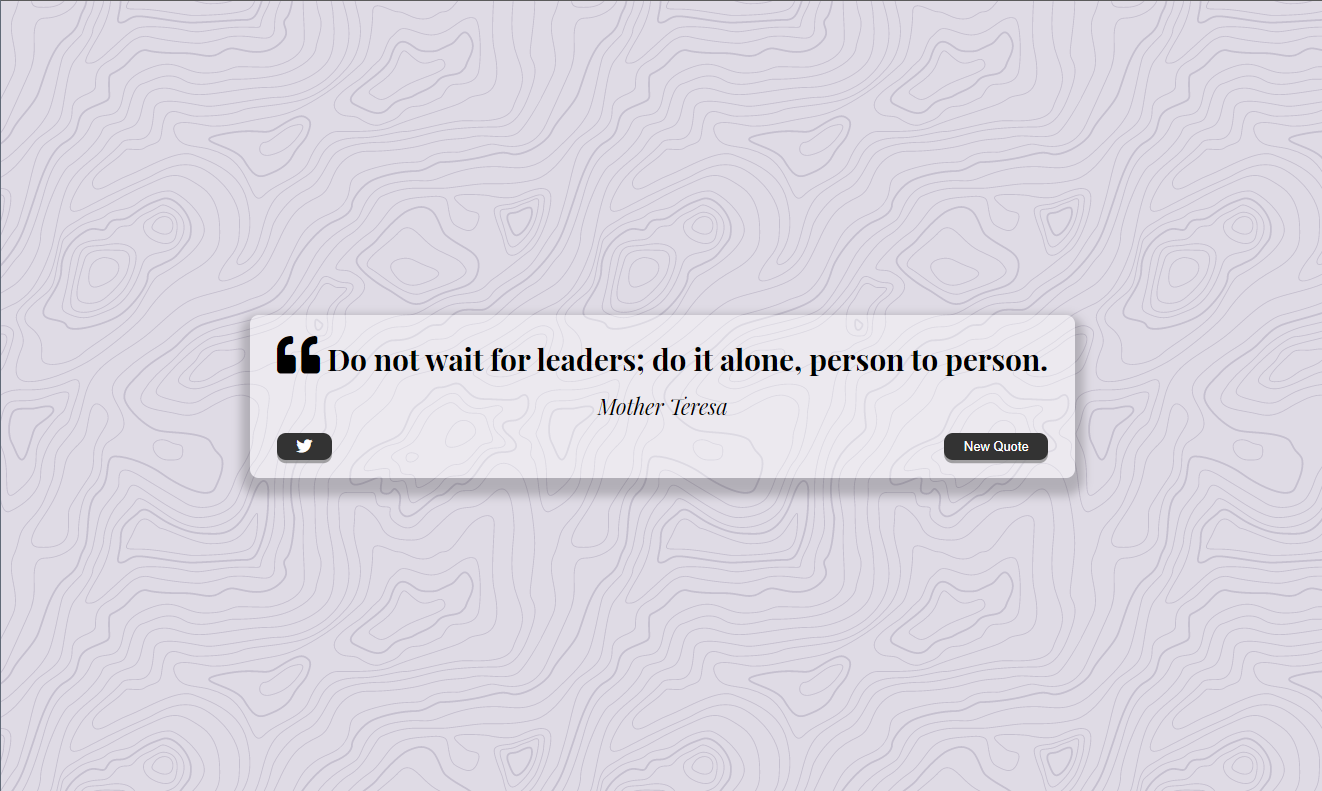 Do not wait for leaders; do it alone, person to person.
Mother Teresa
New Quote